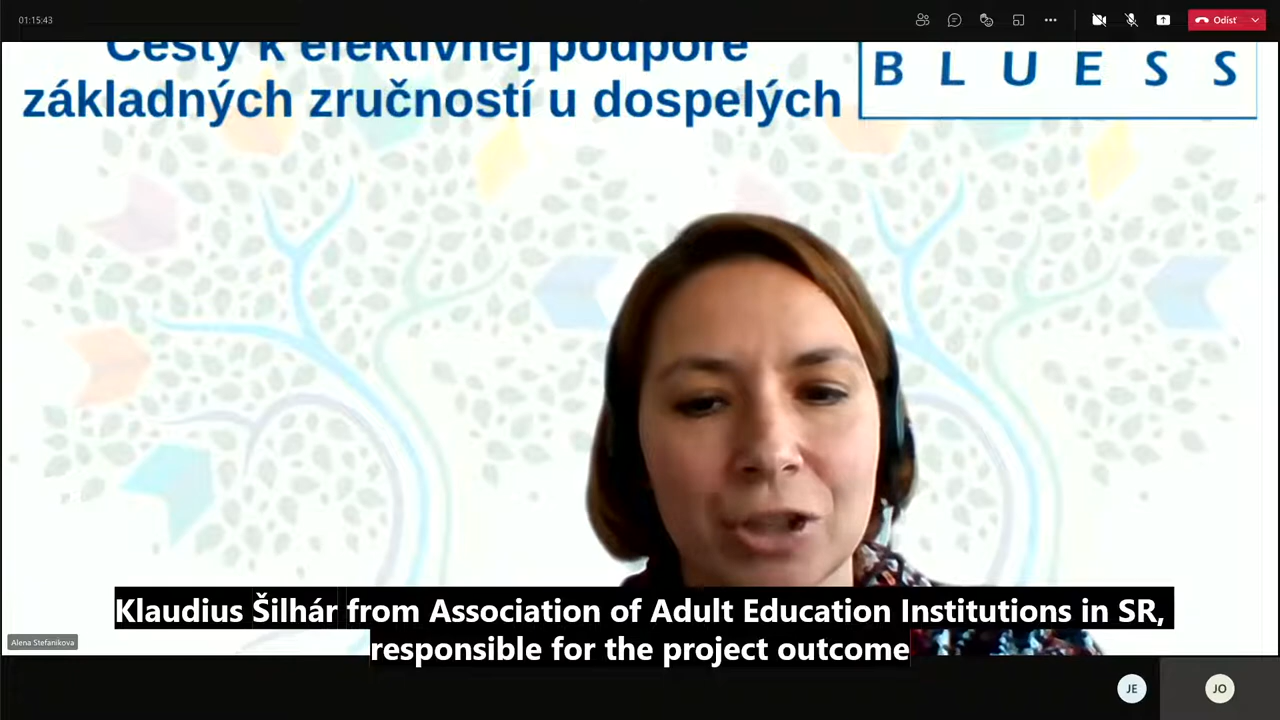 01:15:43
Odísť
Cesty k efektívnej podpore
základných zručností u dospelých
B L U E S S
Klaudius Šilhár from Association of Adult Education Institutions in SR,
responsible for the project outcome
Alena Stefanikova
JE
JO